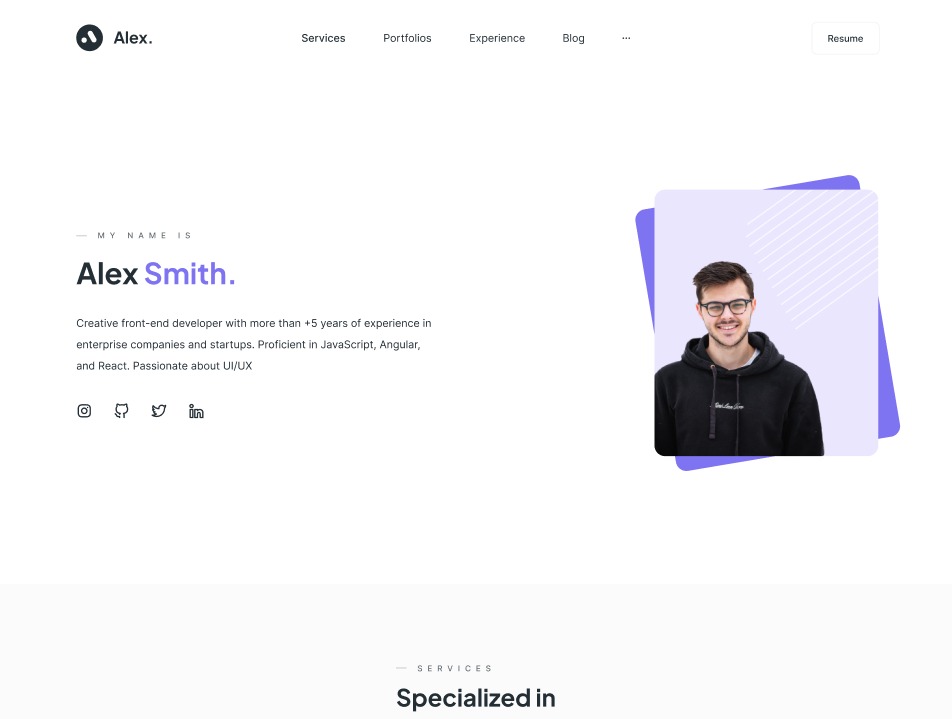 Alex.
Services
Portfolios
Experience
Blog
...
Resume
MY NAME IS
Alex Smith.
Creative front-end developer with more than +5 years of experience in
enterprise companies and startups. Proficient in JavaScript, Angular,
and React. Passionate about UI/UX
in
SERVICES
Specialized in